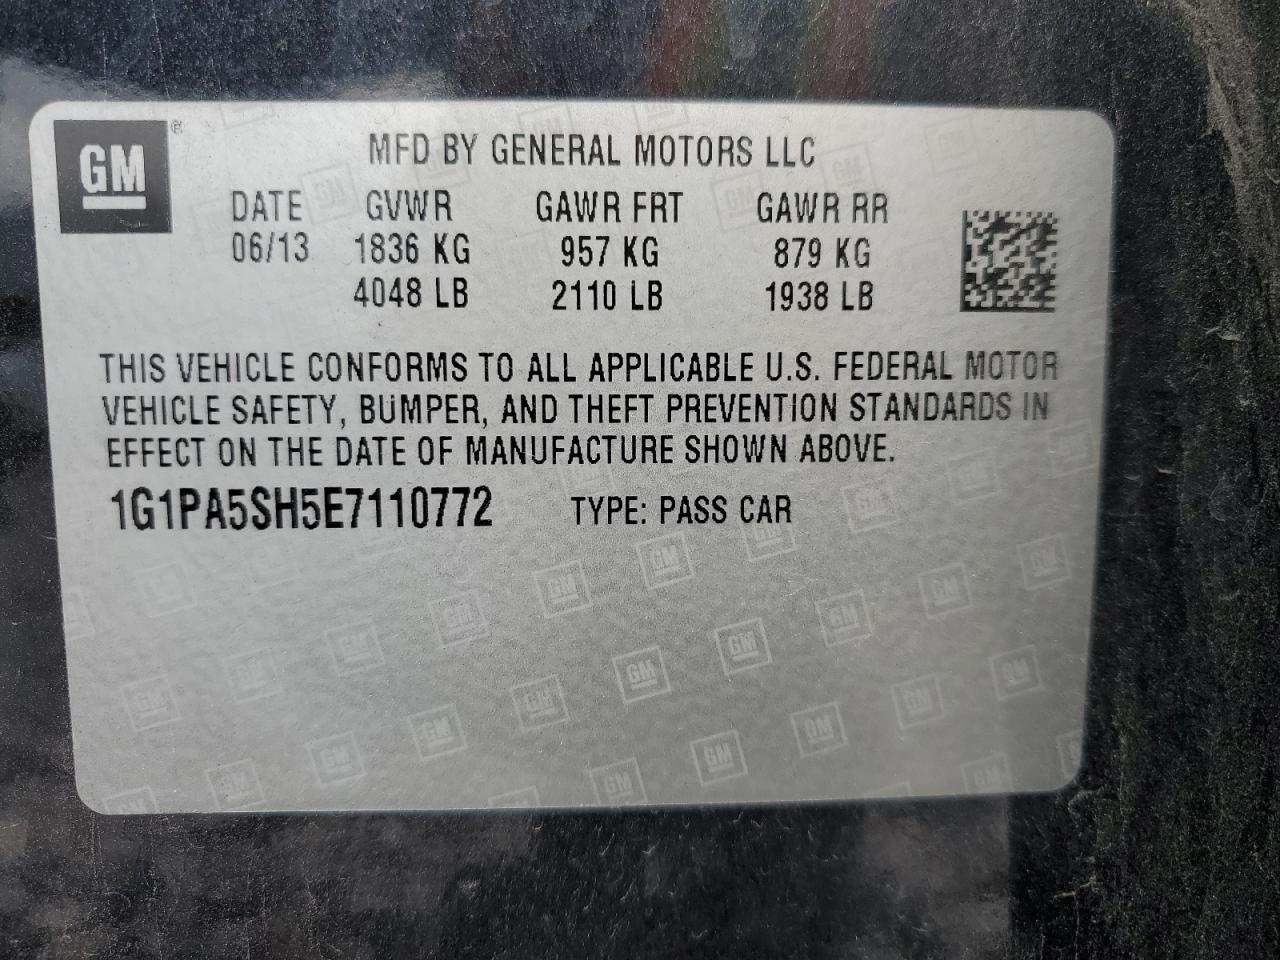 GM ®
MFD BY GENERAL MOTORS LLC
DATE GVWR GAWR FRT GAWR RR
06/13 1836 KG 957 KG 879 KG
4048 LB 2110 LB 1938 LB
THIS VEHICLE CONFORMS TO ALL APPLICABLE U.S. FEDERAL MOTOR
VEHICLE SAFETY, BUMPER, AND THEFT PREVENTION STANDARDS IN
EFFECT ON THE DATE OF MANUFACTURE SHOWN ABOVE.
1G1PA5SH5E7110772 TYPE: PASS CAR